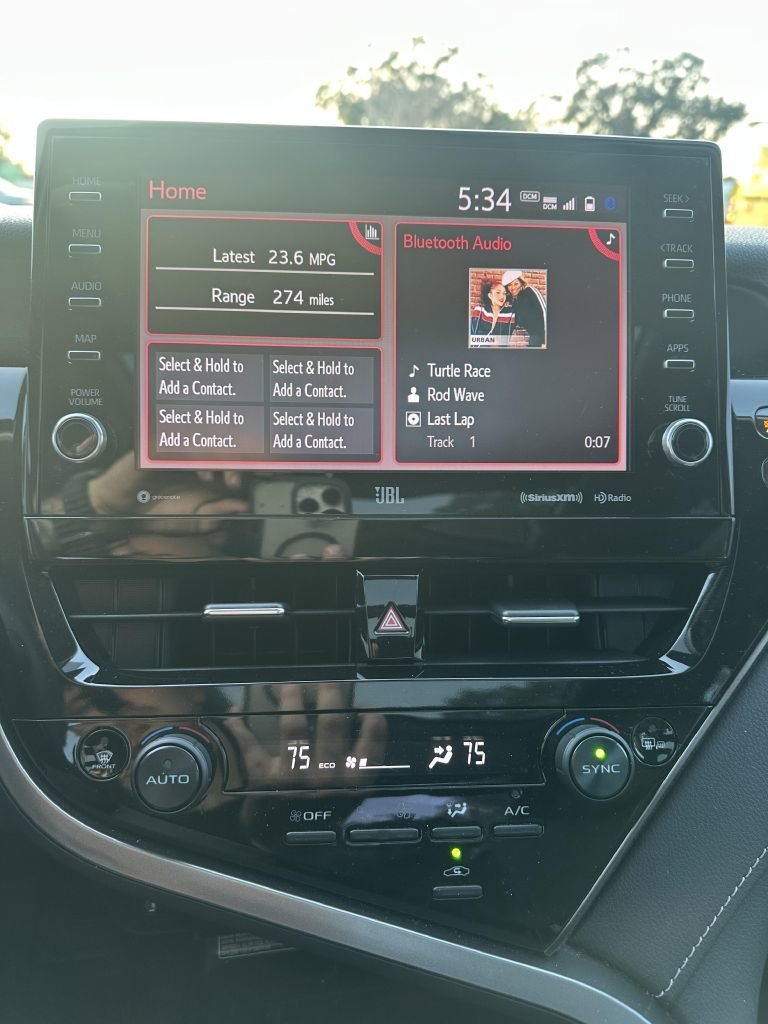 HOME
MENU
AUDIO
MAP
POWER
VOLUME
Home
5:34
DCM
DCM
Latest 23.6 MPG
Range 274 miles
Select & Hold to
Add a Contact.
Select & Hold to
Add a Contact.
Select & Hold to
Add a Contact.
Select & Hold to
Add a Contact.
Bluetooth Audio
URBAN
Turtle Race
Rod Wave
Last Lap
Track 1 0:07
SEEK >
< TRACK
PHONE
APPS
TUNE
SCROLL
gracenote
JBL
((SiriusXM))
HD Radio
FRONT
AUTO
75 ECO
75
SYNC
OFF
A/C